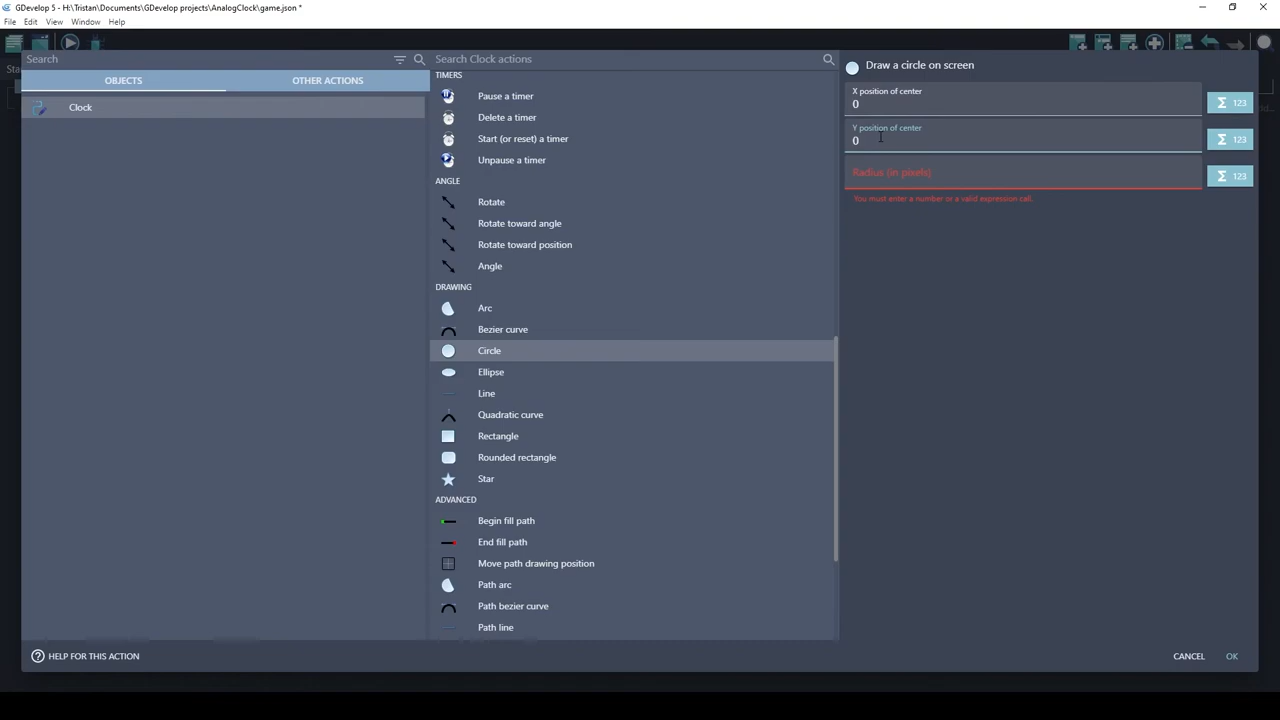 GDevelop 5 - H:\Tristan\Documents\GDevelop projects\AnalogClock\game.json *
File Edit View Window Help
Search
OBJECTS
OTHER ACTIONS
Clock
Search Clock actions
TIMERS
Pause a timer
Delete a timer
Start (or reset) a timer
Unpause a timer
ANGLE
Rotate
Rotate toward angle
Rotate toward position
Angle
DRAWING
Arc
Bezier curve
Circle
Ellipse
Line
Quadratic curve
Rectangle
Rounded rectangle
Star
ADVANCED
Begin fill path
End fill path
Move path drawing position
Path arc
Path bezier curve
Path line
Draw a circle on screen
X position of center
0
Σ 123
Y position of center
0
Σ 123
Radius (in pixels)
Σ 123
You must enter a number or a valid expression call.
HELP FOR THIS ACTION
CANCEL
OK